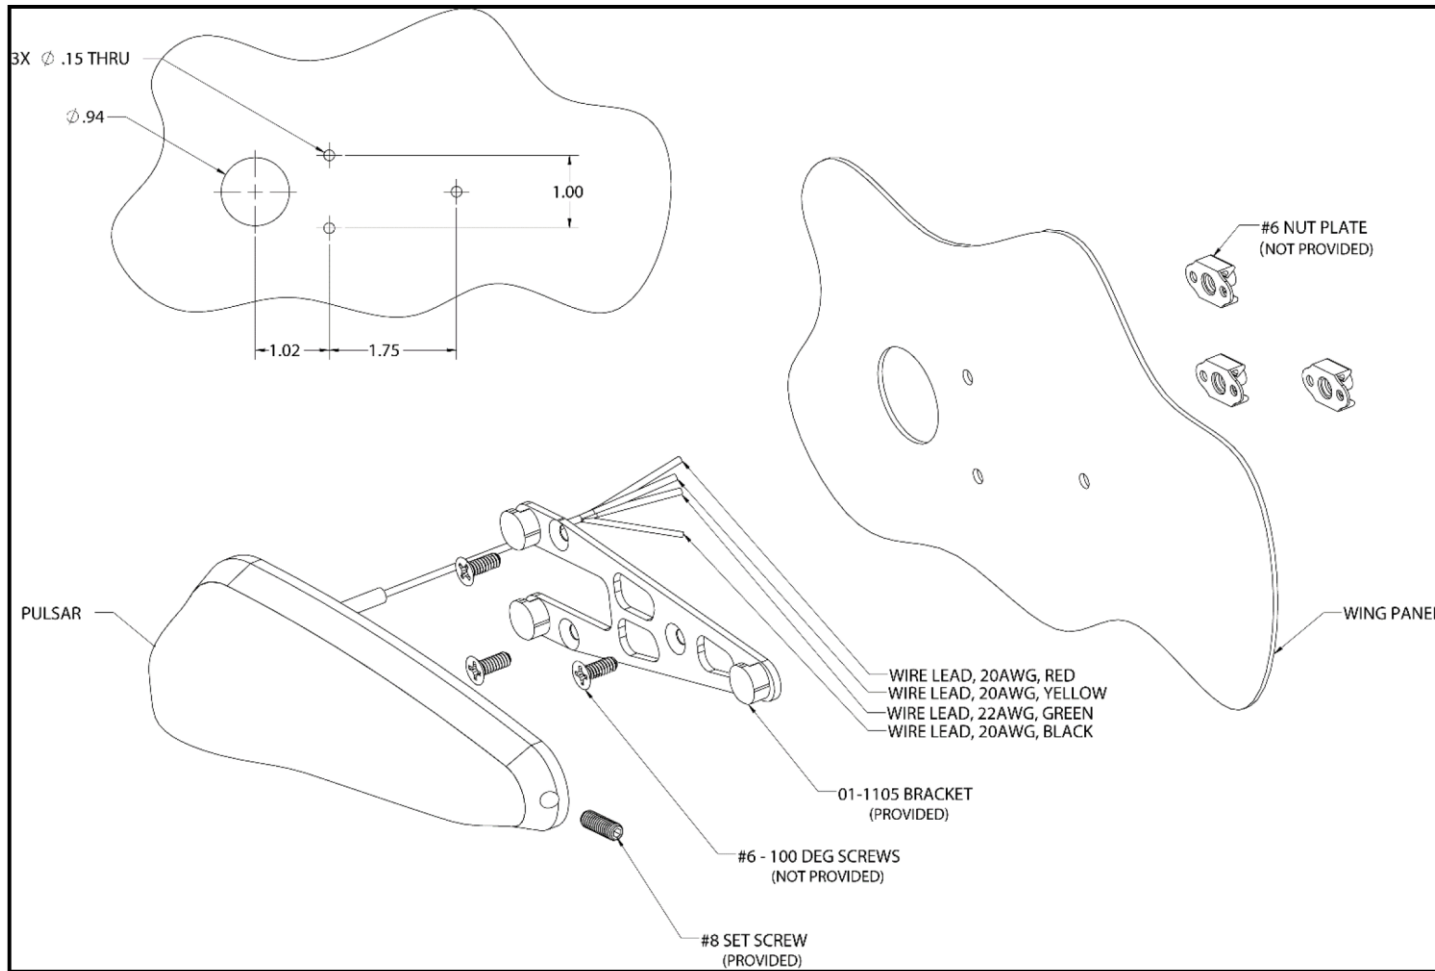 3X ∅ .15 THRU
∅.94
1.00
1.02
1.75
#6 NUT PLATE
(NOT PROVIDED)
PULSAR
WING PANEL
WIRE LEAD, 20AWG, RED
WIRE LEAD, 20AWG, YELLOW
WIRE LEAD, 22AWG, GREEN
WIRE LEAD, 20AWG, BLACK
01-1105 BRACKET
(PROVIDED)
#6 - 100 DEG SCREWS
(NOT PROVIDED)
#8 SET SCREW
(PROVIDED)